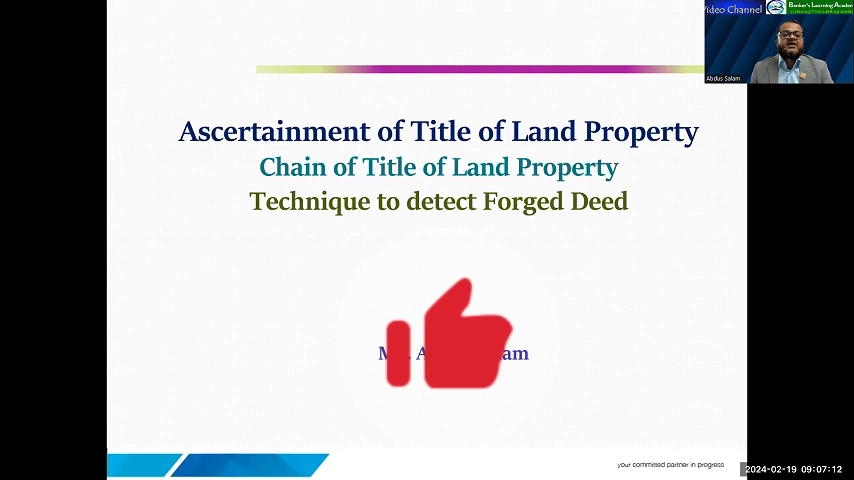 Video Channel
Banker's Learning Academ
Abdus Salam
Ascertainment of Title of Land Property
Chain of Title of Land Property
Technique to detect Forged Deed
your committed partner in progress
2024-02-19 09:07:12